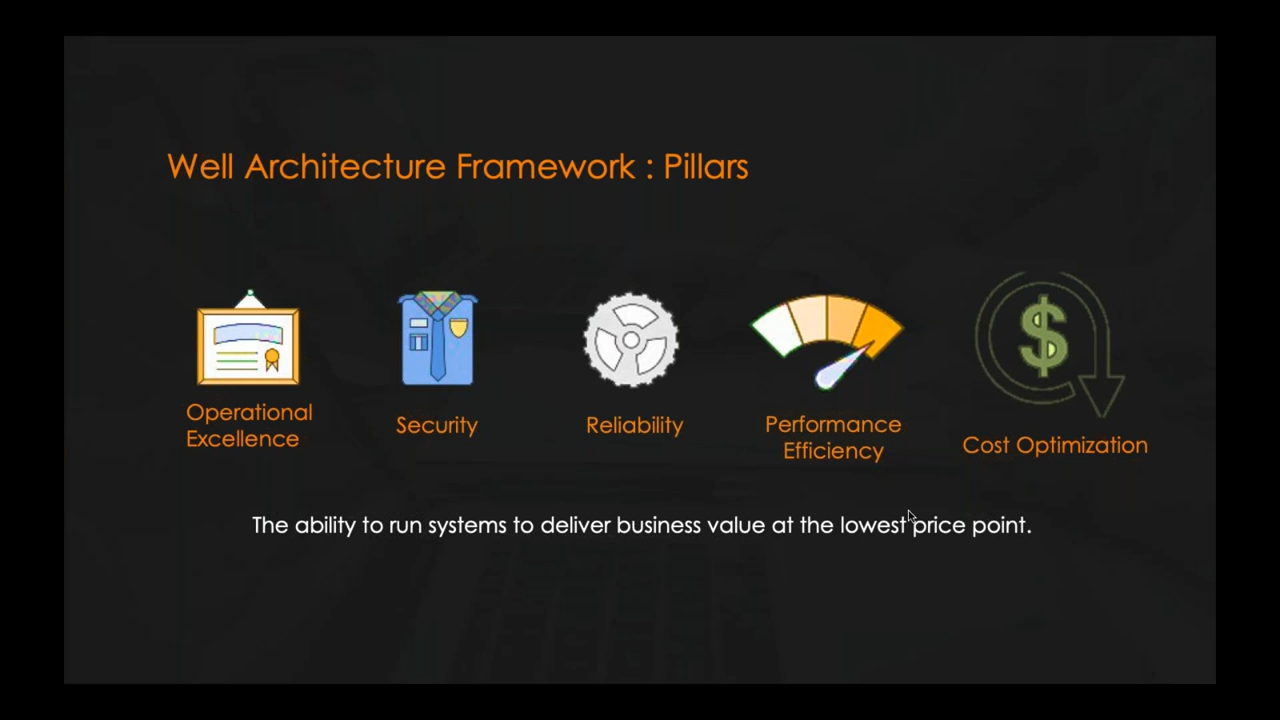 Well Architecture Framework : Pillars
Operational
Excellence
Security
Reliability
Performance
Efficiency
$
Cost Optimization
The ability to run systems to deliver business value at the lowest price point.